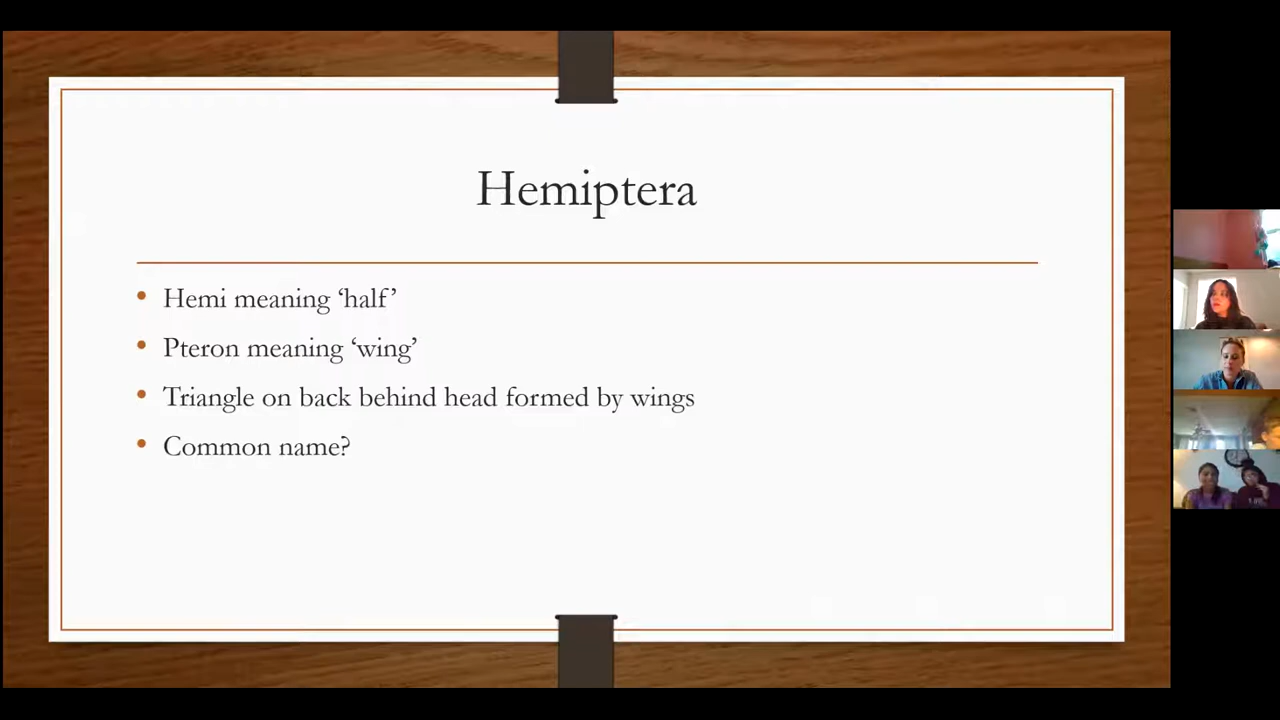 Hemiptera
Hemi meaning ‘half’
Pteron meaning ‘wing’
Triangle on back behind head formed by wings
Common name?